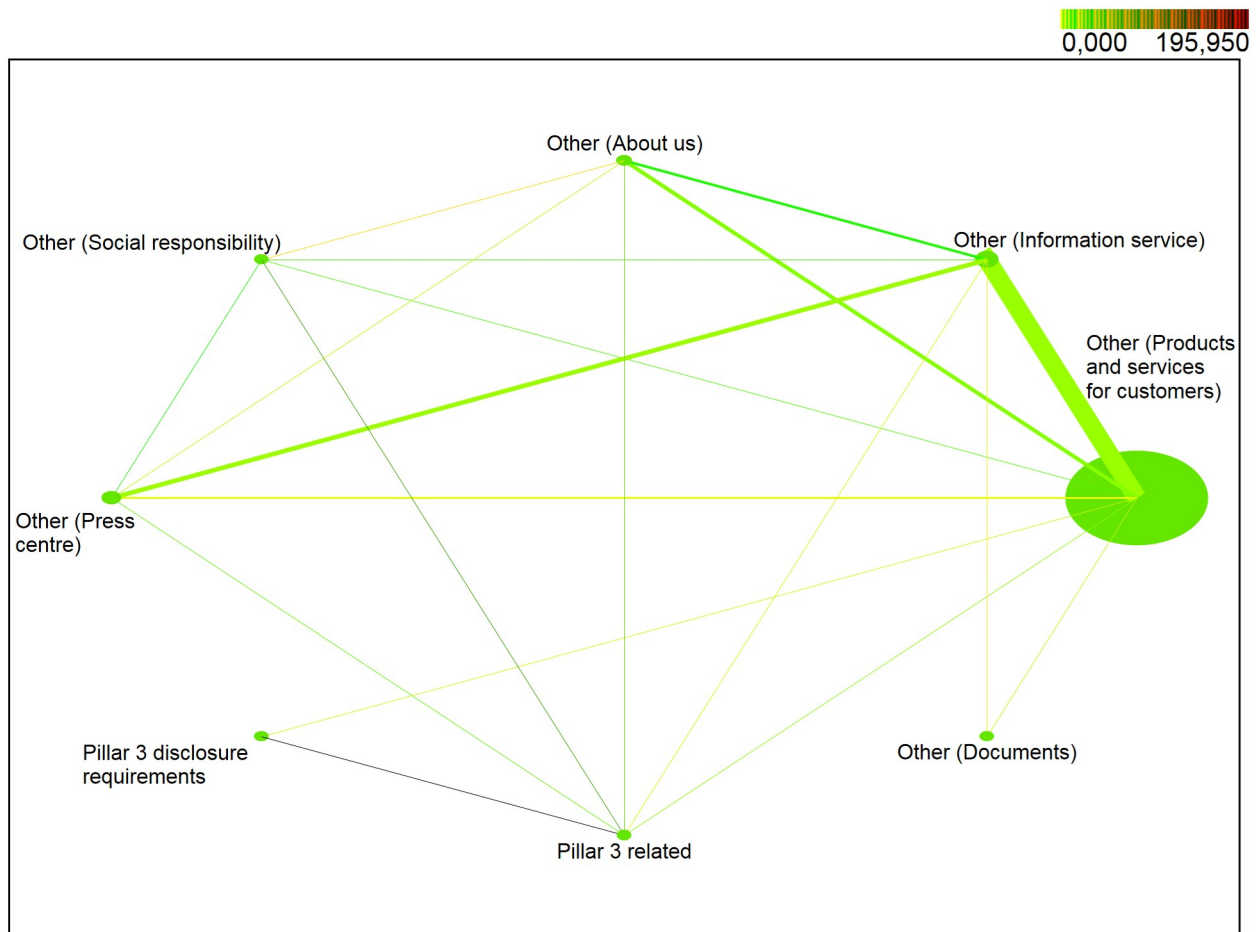 0,000 195,950
Other (About us)
Other (Social responsibility)
Other (Information service)
Other (Products
and services
for customers)
Other (Press
centre)
Pillar 3 disclosure
requirements
Other (Documents)
Pillar 3 related